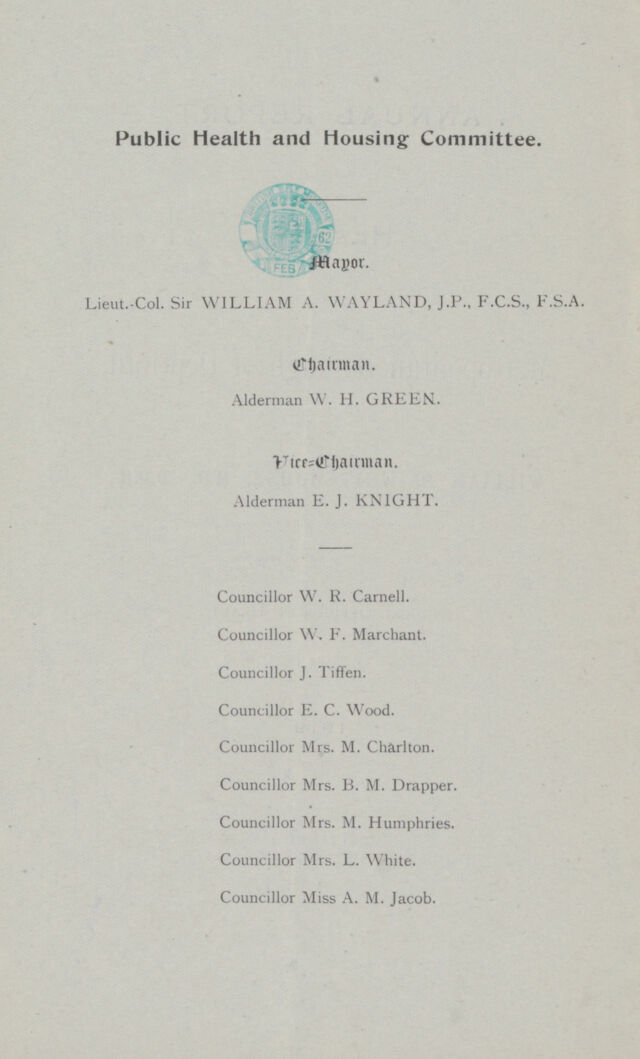 Public Health and Housing Committee.
62
FEB
Mayor.
Lieut.-Col. Sir WILLIAM A. WAYLAND, J.P., F.C.S., F.S.A.
Chairman.
Alderman W. H. GREEN.
Vice-Chairman.
Alderman E. J. KNIGHT.
Councillor W. R. Carnell.
Councillor W. F. Marchant.
Councillor J. Tiffen.
Councillor E. C. Wood.
Councillor Mrs. M. Charlton.
Councillor Mrs. B. M. Drapper.
Councillor Mrs. M. Humphries.
Councillor Mrs. L. White.
Councillor Miss A. M. Jacob.